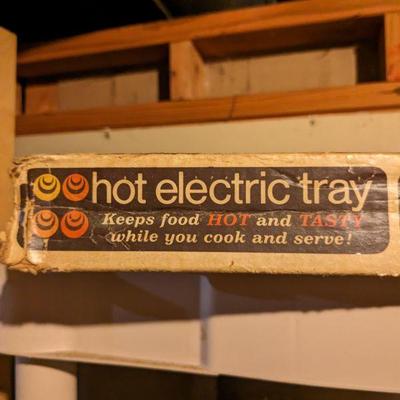 hot electric tray
Keeps food HOT and TASTY
while you cook and serve!